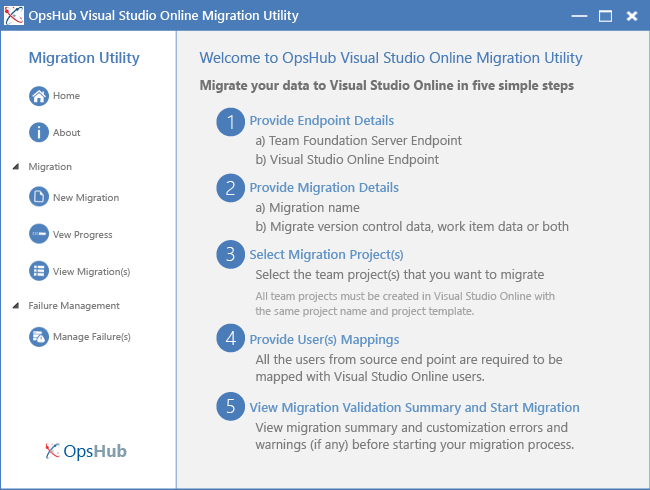 OpsHub Visual Studio Online Migration Utility
Migration Utility
Home
About
Migration
New Migration
Vew Progress
View Migration(s)
Failure Management
Manage Failure(s)
OpsHub
Welcome to OpsHub Visual Studio Online Migration Utility
Migrate your data to Visual Studio Online in five simple steps
1 Provide Endpoint Details
a) Team Foundation Server Endpoint
b) Visual Studio Online Endpoint
2 Provide Migration Details
a) Migration name
b) Migrate version control data, work item data or both
3 Select Migration Project(s)
Select the team project(s) that you want to migrate
All team projects must be created in Visual Studio Online with
the same project name and project template.
4 Provide User(s) Mappings
All the users from source end point are required to be
mapped with Visual Studio Online users.
5 View Migration Validation Summary and Start Migration
View migration summary and customization errors and
warnings (if any) before starting your migration process.